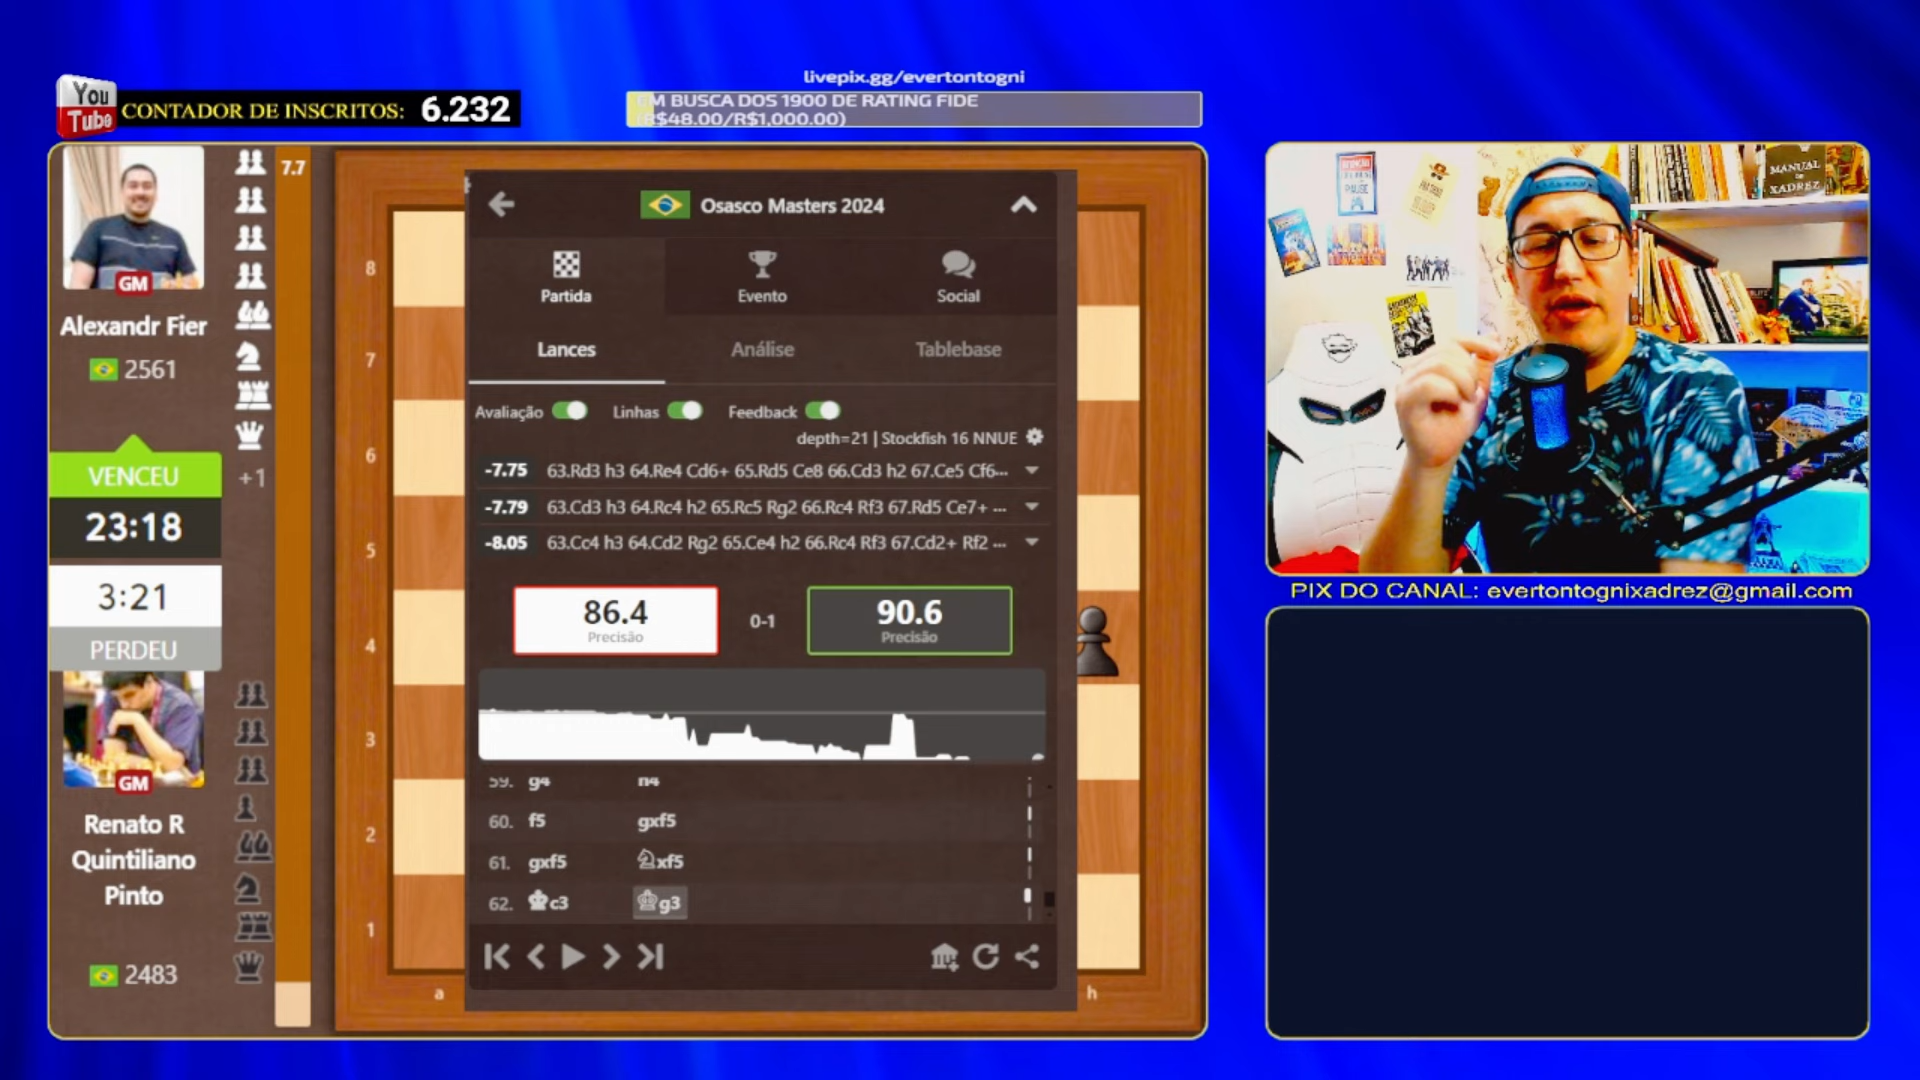 livepix.gg/evertontogni
You
Tube
CONTADOR DE INSCRITOS: 6.232
EM BUSCA DOS 1900 DE RATING FIDE
(R$48.00/R$1,000.00)
GM
Alexandr Fier
2561
VENCEU
23:18
3:21
PERDEU
GM
Renato R
Quintiliano
Pinto
2483
+1
7.7
8
7
6
5
4
3
2
1
a
h
Osasco Masters 2024
Partida
Evento
Social
Lances
Análise
Tablebase
Avaliação
Linhas
Feedback
depth=21 | Stockfish 16 NNUE
-7.75 63.Rd3 h3 64.Re4 Cd6+ 65.Rd5 Ce8 66.Cd3 h2 67.Ce5 Cf6...
-7.79 63.Cd3 h3 64.Rc4 h2 65.Rc5 Rg2 66.Rc4 Rf3 67.Rd5 Ce7+ ...
-8.05 63.Cc4 h3 64.Cd2 Rg2 65.Ce4 h2 66.Rc4 Rf3 67.Cd2+ Rf2 ...
86.4
Precisão
0-1
90.6
Precisão
59. g4 h4
60. f5 gxf5
61. gxf5 ♘xf5
62. ♚c3 ♔g3
MANUAL
DE
XADREZ
PAUSE
PIX DO CANAL: evertontognixadrez@gmail.com